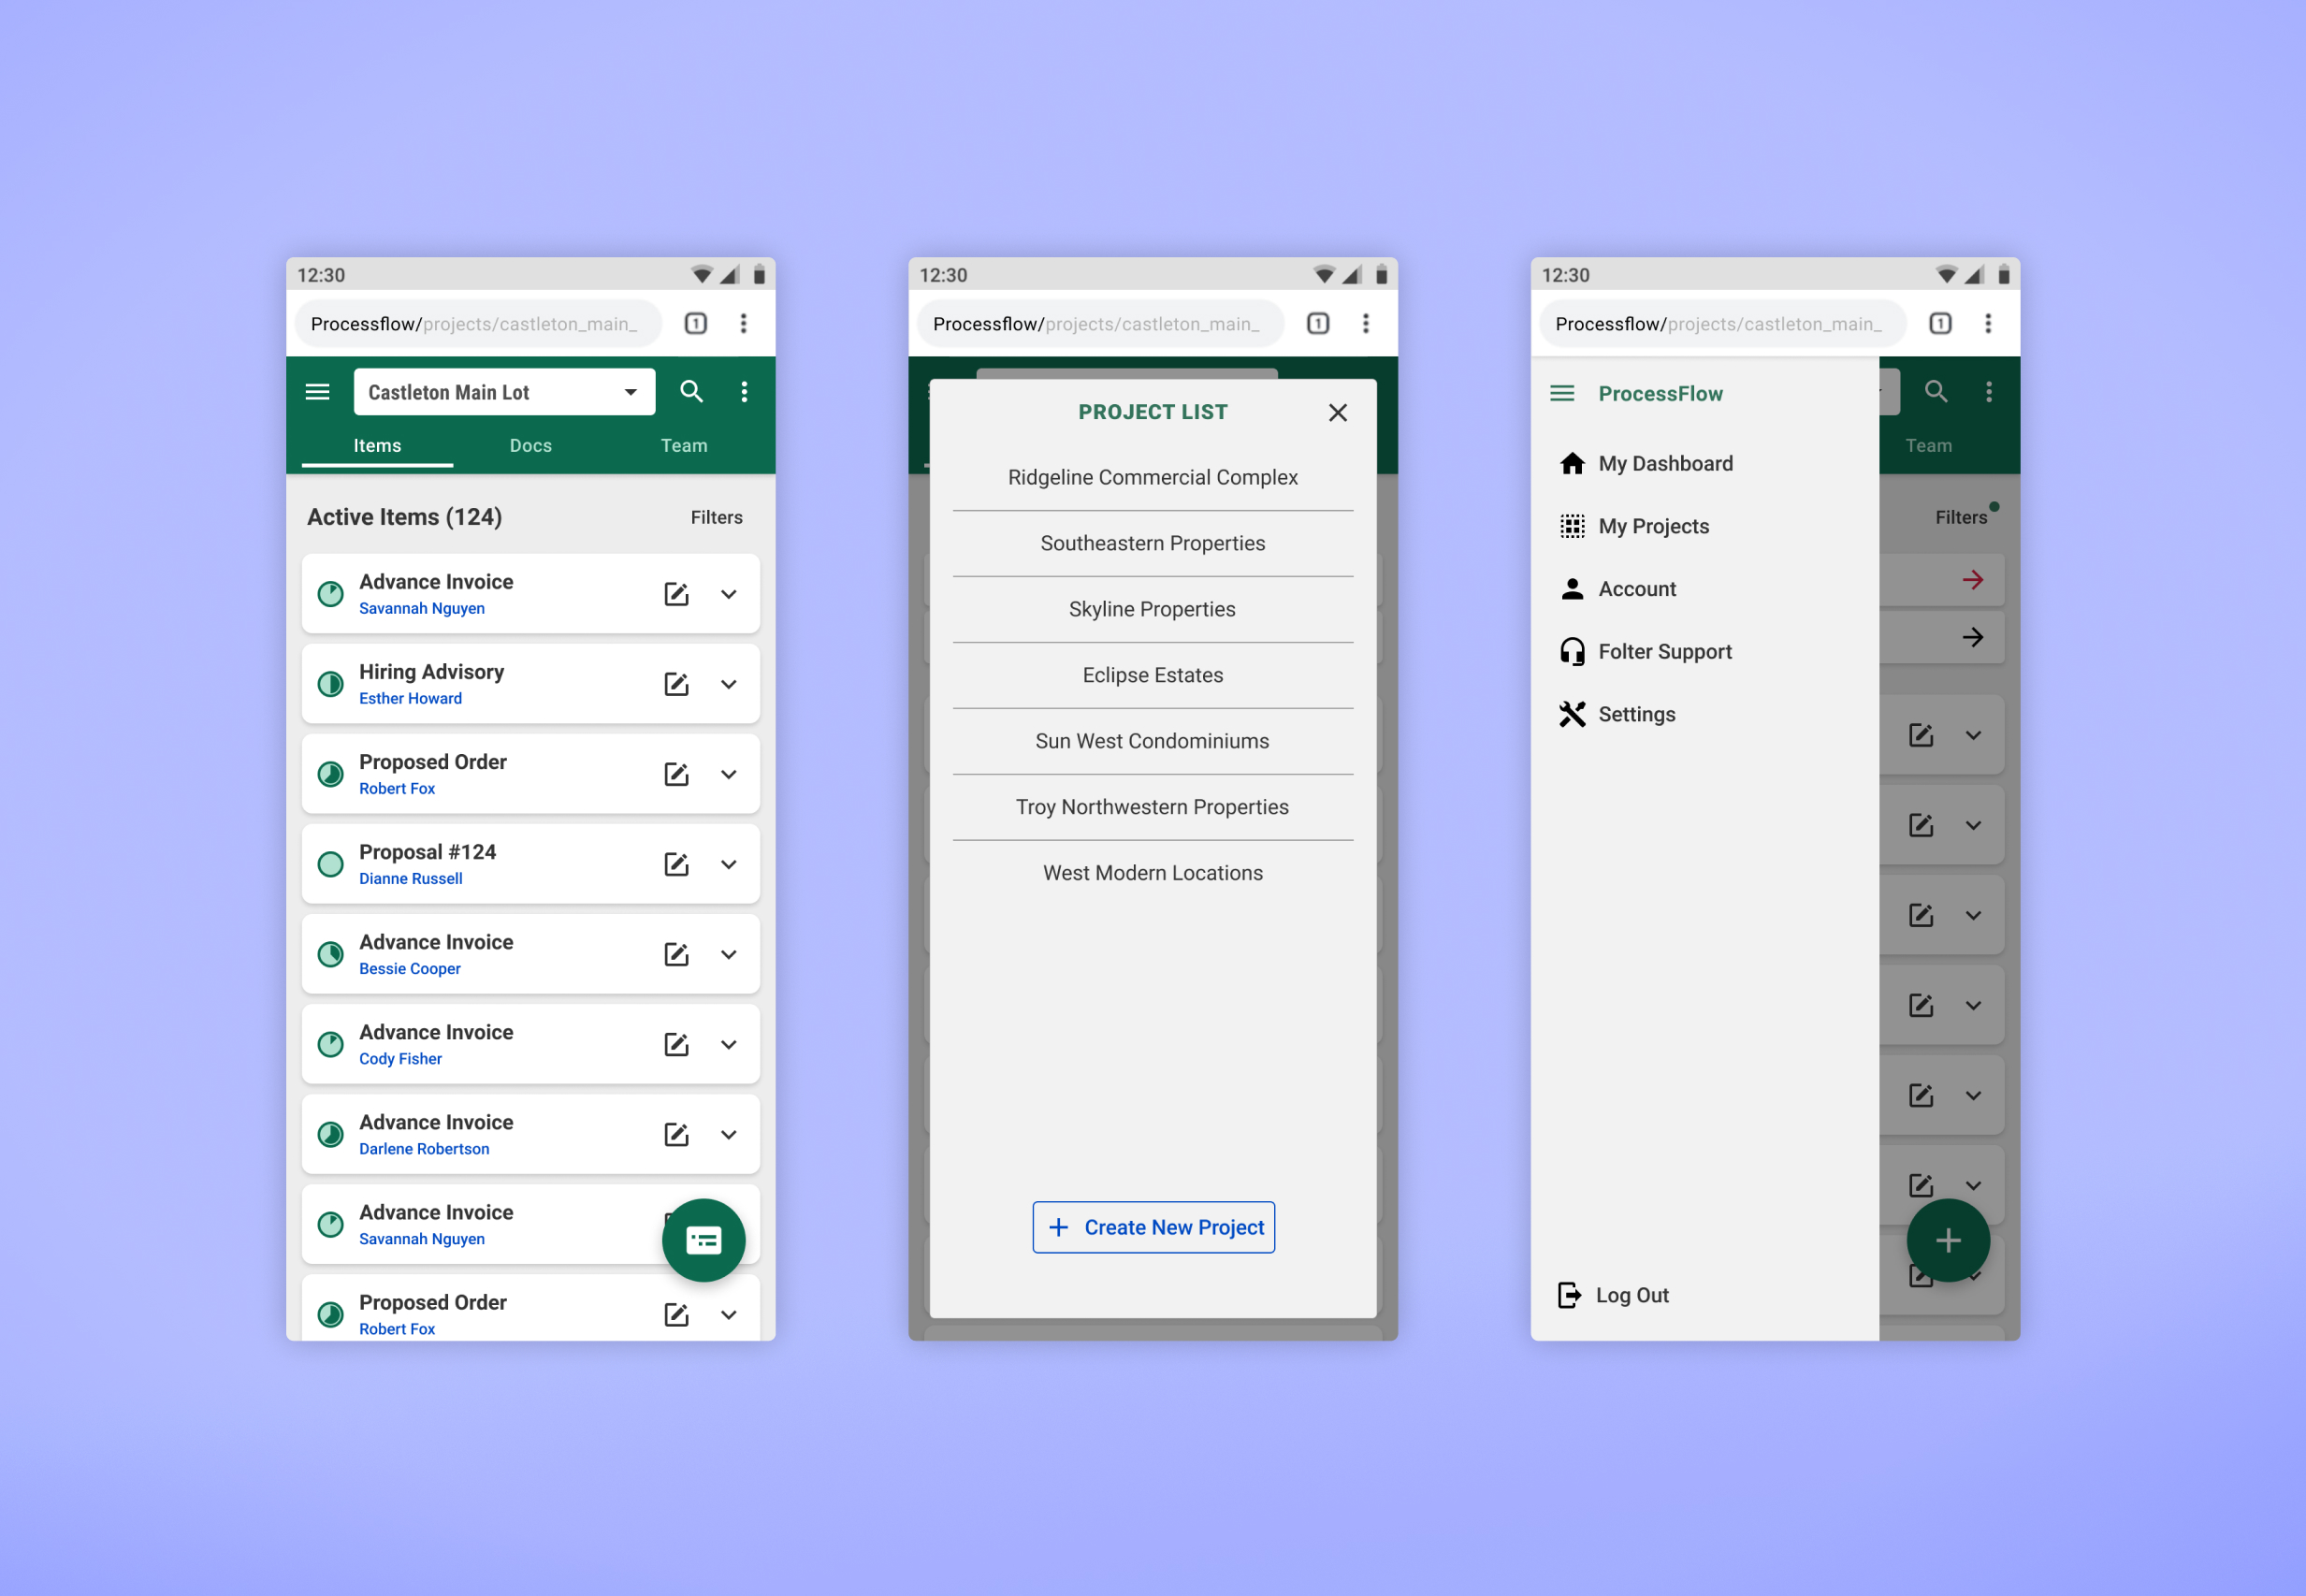 12:30
Processflow/projects/castleton_main_
1
Castleton Main Lot
Items Docs Team
Active Items (124) Filters
Advance Invoice
Savannah Nguyen
Hiring Advisory
Esther Howard
Proposed Order
Robert Fox
Proposal #124
Dianne Russell
Advance Invoice
Bessie Cooper
Advance Invoice
Cody Fisher
Advance Invoice
Darlene Robertson
Advance Invoice
Savannah Nguyen
Proposed Order
Robert Fox
12:30
Processflow/projects/castleton_main_
1
PROJECT LIST
Ridgeline Commercial Complex
Southeastern Properties
Skyline Properties
Eclipse Estates
Sun West Condominiums
Troy Northwestern Properties
West Modern Locations
Create New Project
12:30
Processflow/projects/castleton_main_
1
ProcessFlow
My Dashboard
My Projects
Account
Folter Support
Settings
Log Out
Team
Filters